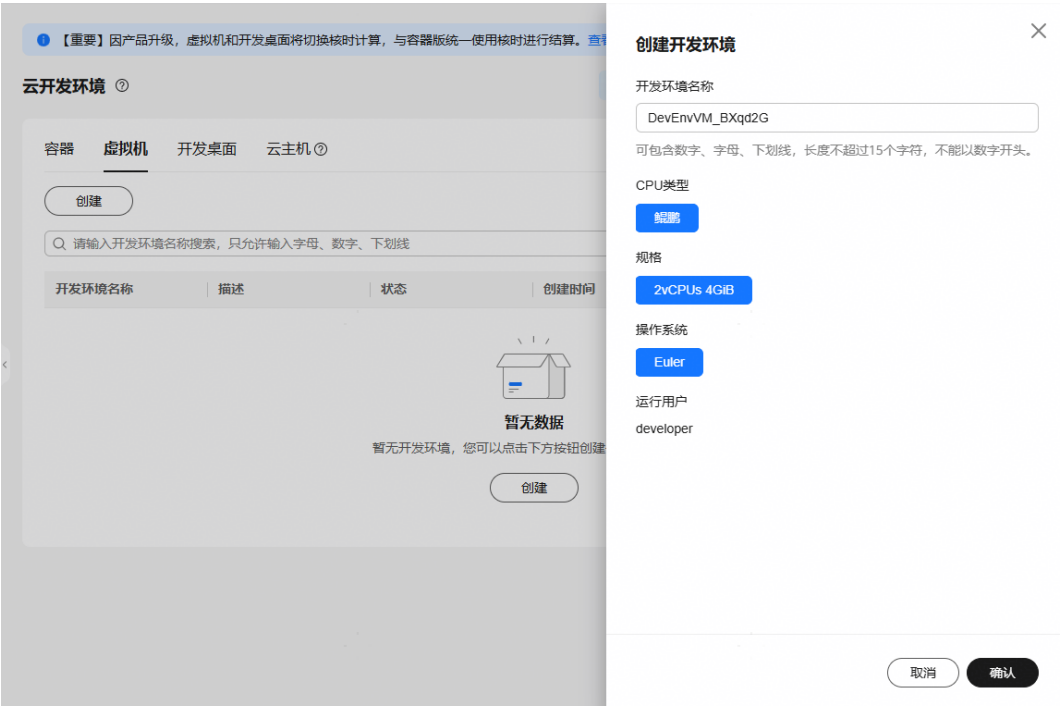 【重要】因产品升级，虚拟机和开发桌面将切换核时计算，与容器版统一使用核时进行结算。查看
云开发环境
容器 虚拟机 开发桌面 云主机
创建
请输入开发环境名称搜索，只允许输入字母、数字、下划线
开发环境名称 描述 状态 创建时间
暂无数据
暂无开发环境，您可以点击下方按钮创建
创建
创建开发环境
开发环境名称
DevEnvVM_BXqd2G
可包含数字、字母、下划线，长度不超过15个字符，不能以数字开头。
CPU类型
鲲鹏
规格
2vCPUs 4GiB
操作系统
Euler
运行用户
developer
取消 确认